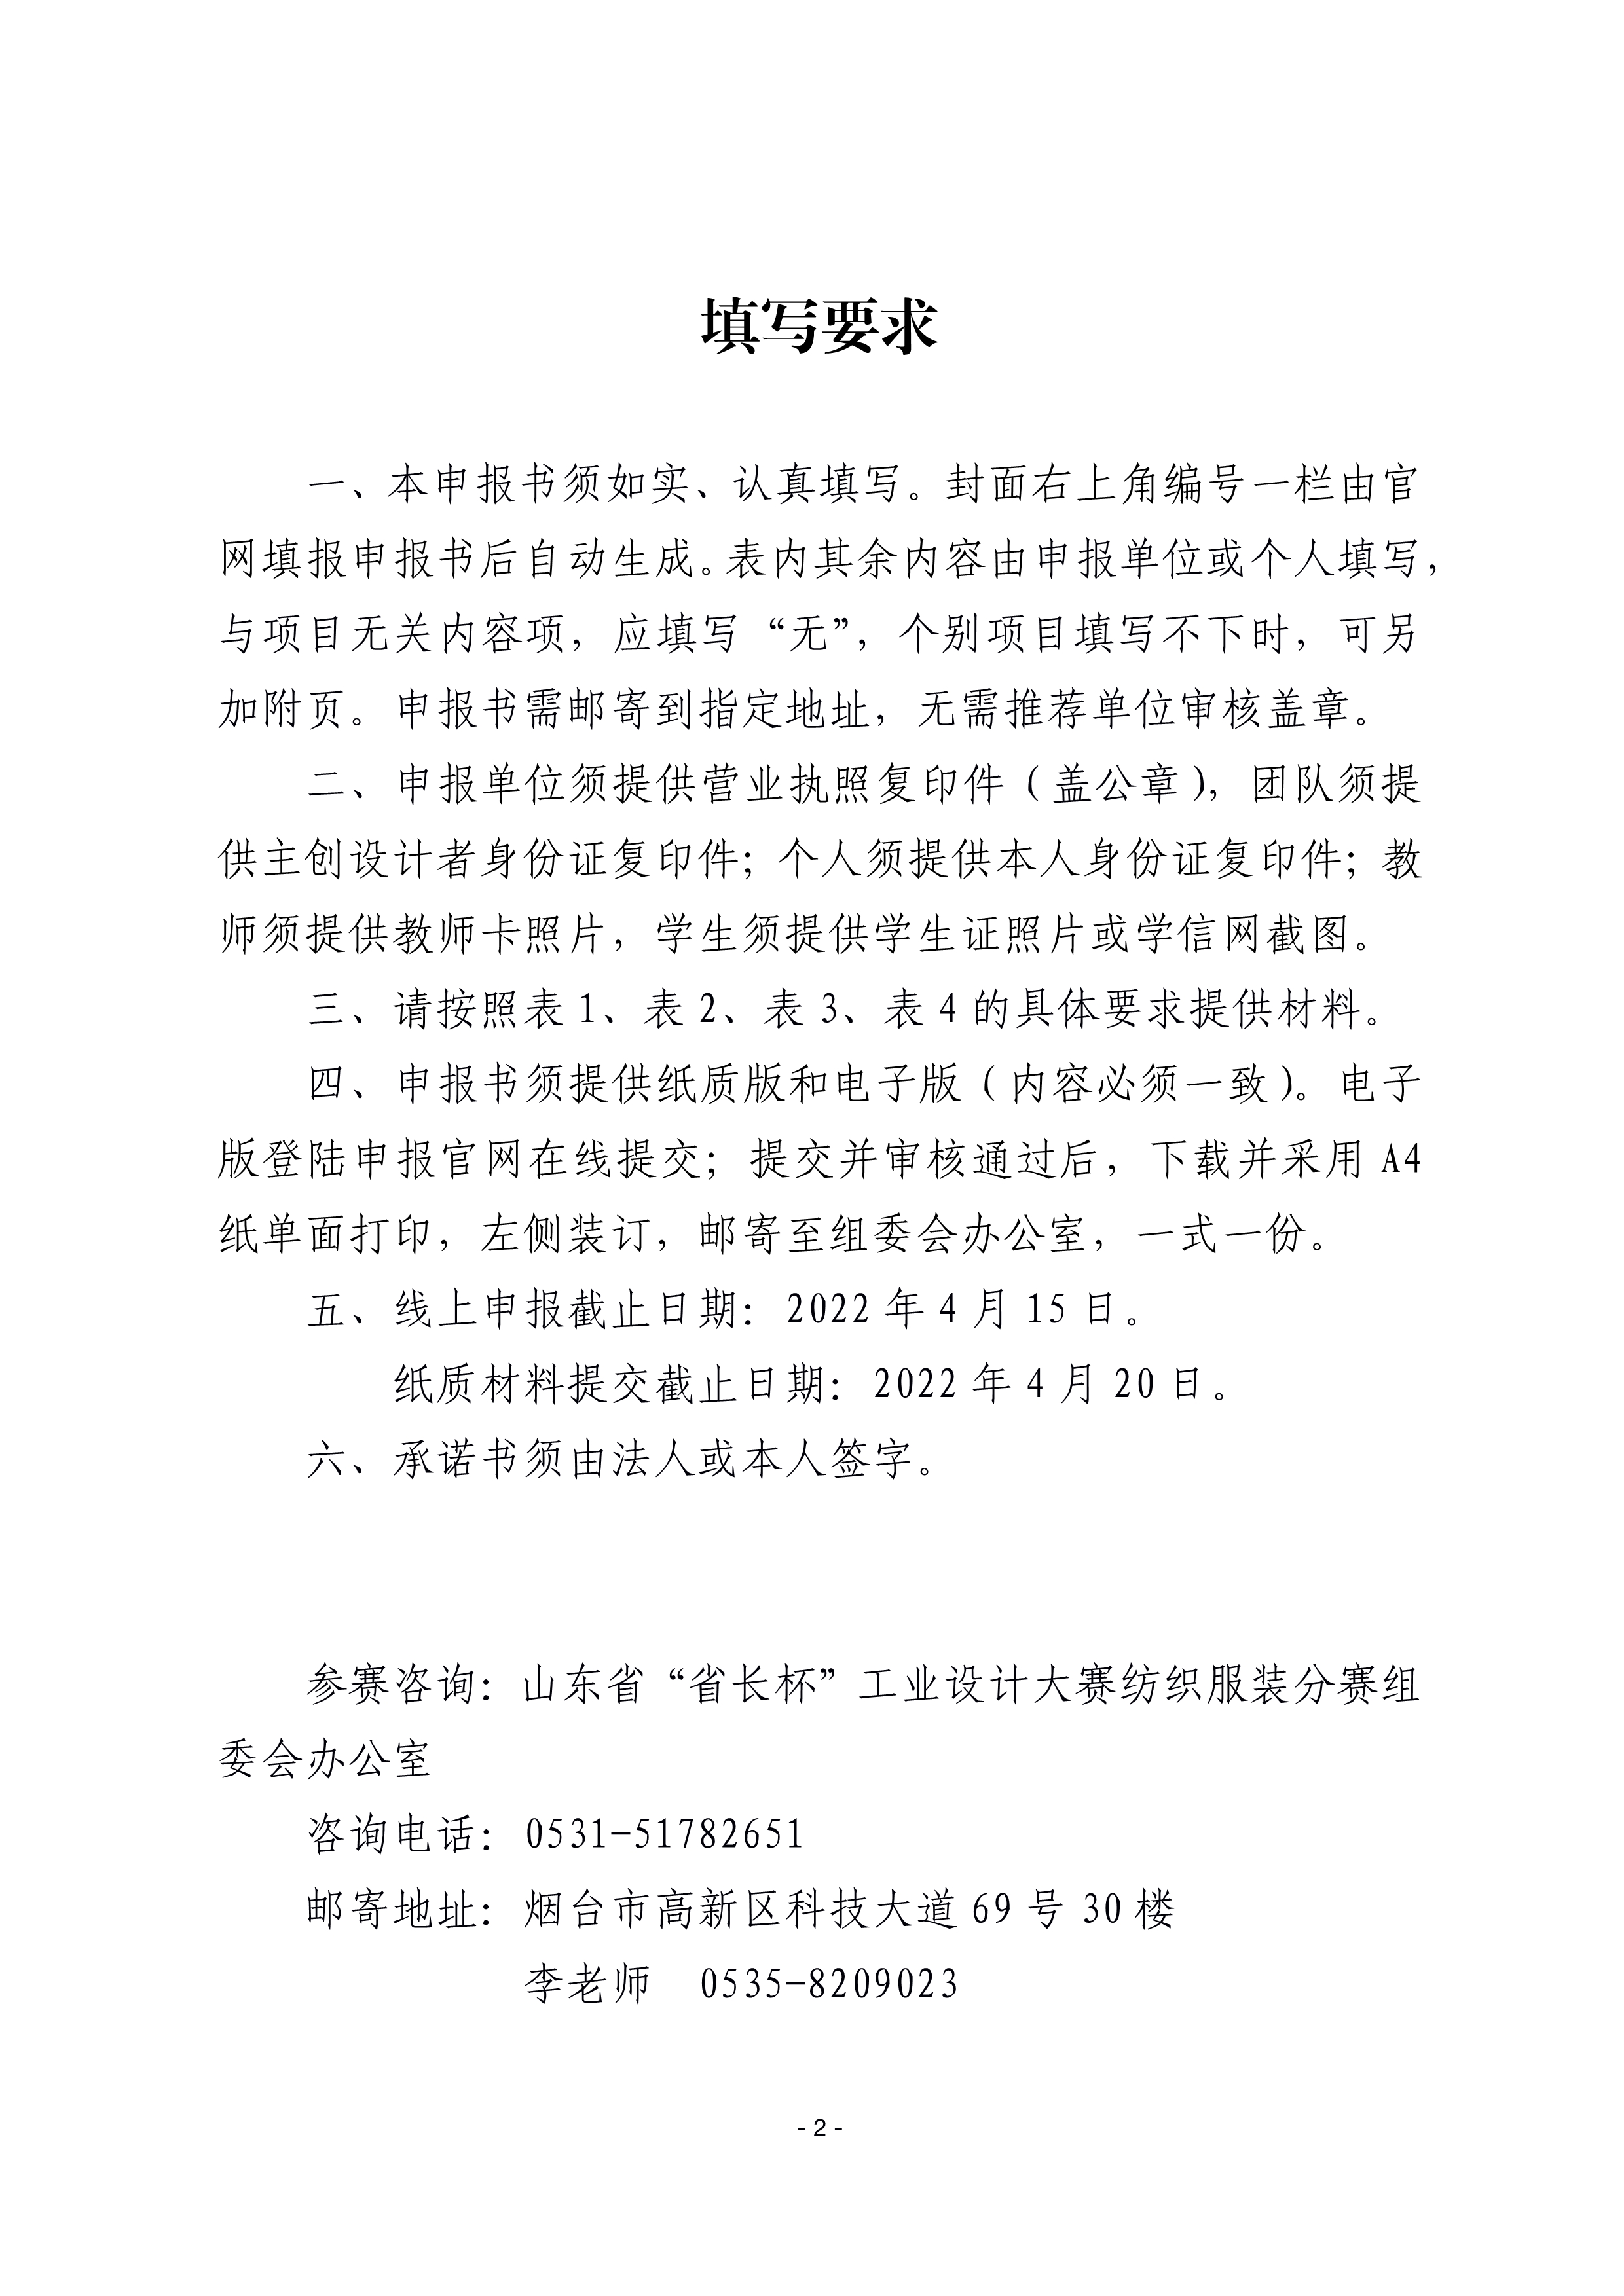 填写要求
一、本申报书须如实、认真填写。封面右上角编号一栏由官
网填报申报书后自动生成。表内其余内容由申报单位或个人填写，
与项目无关内容项，应填写“无”，个别项目填写不下时，可另
加附页。申报书需邮寄到指定地址，无需推荐单位审核盖章。
二、申报单位须提供营业执照复印件（盖公章），团队须提
供主创设计者身份证复印件；个人须提供本人身份证复印件；教
师须提供教师卡照片，学生须提供学生证照片或学信网截图。
三、请按照表 1、表 2、表 3、表 4 的具体要求提供材料。
四、申报书须提供纸质版和电子版（内容必须一致）。电子
版登陆申报官网在线提交；提交并审核通过后，下载并采用 A4
纸单面打印，左侧装订，邮寄至组委会办公室，一式一份。
五、线上申报截止日期：2022 年 4 月 15 日。
纸质材料提交截止日期：2022 年 4 月 20 日。
六、承诺书须由法人或本人签字。
参赛咨询：山东省“省长杯”工业设计大赛纺织服装分赛组
委会办公室
咨询电话：0531-51782651
邮寄地址：烟台市高新区科技大道 69 号 30 楼
李老师 0535-8209023
- 2 -